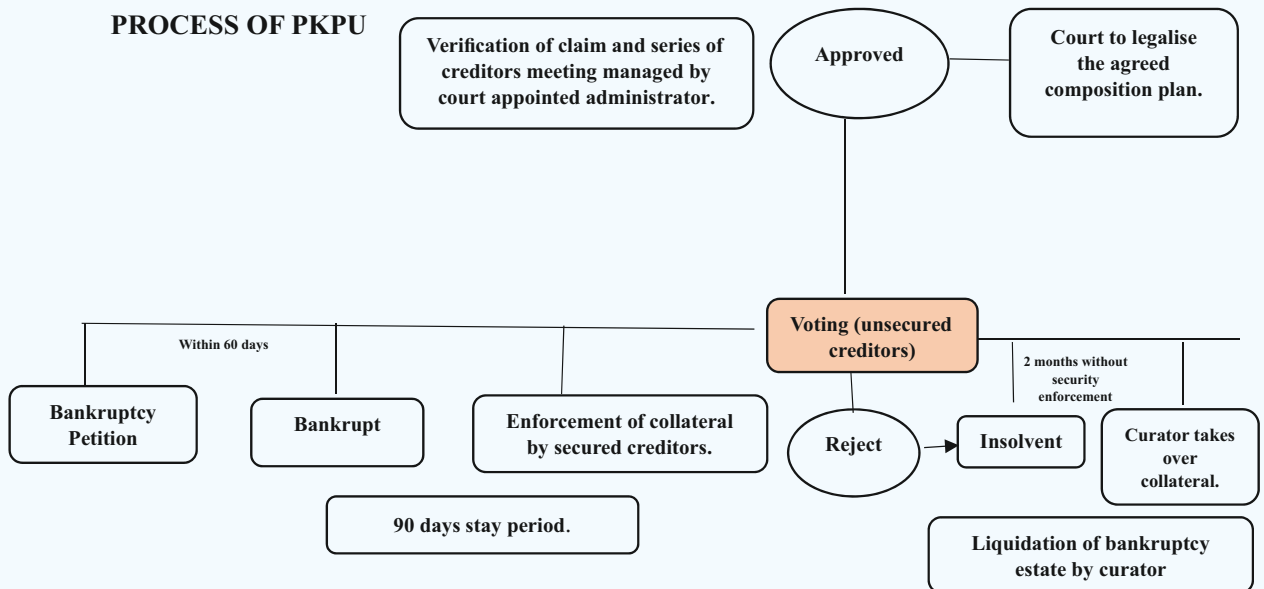 PROCESS OF PKPU
Verification of claim and series of
creditors meeting managed by
court appointed administrator.
Approved
Court to legalise
the agreed
composition plan.
Within 60 days
Voting (unsecured
creditors)
2 months without
security
enforcement
Bankruptcy
Petition
Bankrupt
Enforcement of collateral
by secured creditors.
Reject
Insolvent
Curator takes
over
collateral.
90 days stay period.
Liquidation of bankruptcy
estate by curator